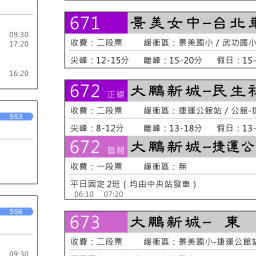 09:30
17:20
16:20
553
556
09:30
671 景美女中-台北車
收費：二段票 緩衝區：景美國小 / 武功國小
尖峰：12-15分 離峰：15-20分 假日：15-
672 正線 大鵬新城-民生社
收費：二段票 緩衝區：捷運公館站 / 公館-捷
尖峰：8-12分 離峰：13-18分 假日：13-
672 區間 大鵬新城-捷運公
收費：一段票 緩衝區：無
平日固定2班 ( 均由中央站發車 )
06:10 07:20
673 大鵬新城- 東
收費：二段票 緩衝區：景美國小-捷運公館站